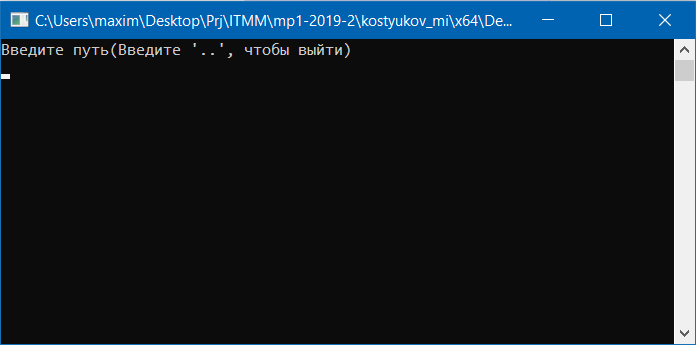 C:\Users\maxim\Desktop\Prj\ITMM\mp1-2019-2\kostyukov_mi\x64\De...
Введите путь(Введите '..', чтобы выйти)